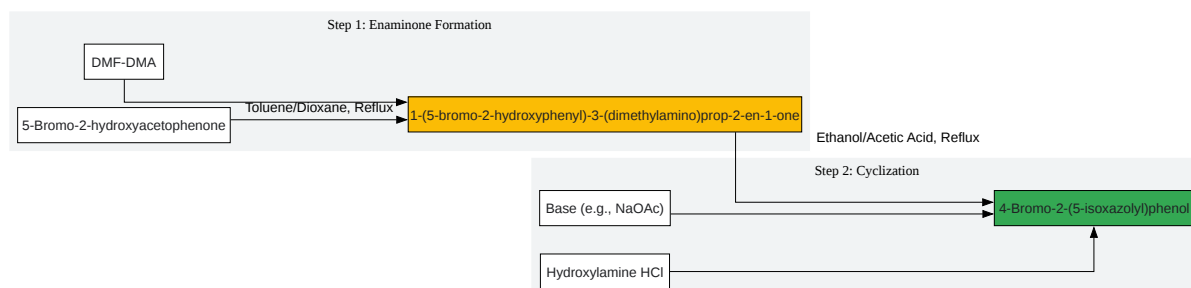 Step 1: Enaminone Formation
DMF-DMA
Toluene/Dioxane, Reflux
5-Bromo-2-hydroxyacetophenone
1-(5-bromo-2-hydroxyphenyl)-3-(dimethylamino)prop-2-en-1-one
Ethanol/Acetic Acid, Reflux
Step 2: Cyclization
Base (e.g., NaOAc)
4-Bromo-2-(5-isoxazolyl)phenol
Hydroxylamine HCl